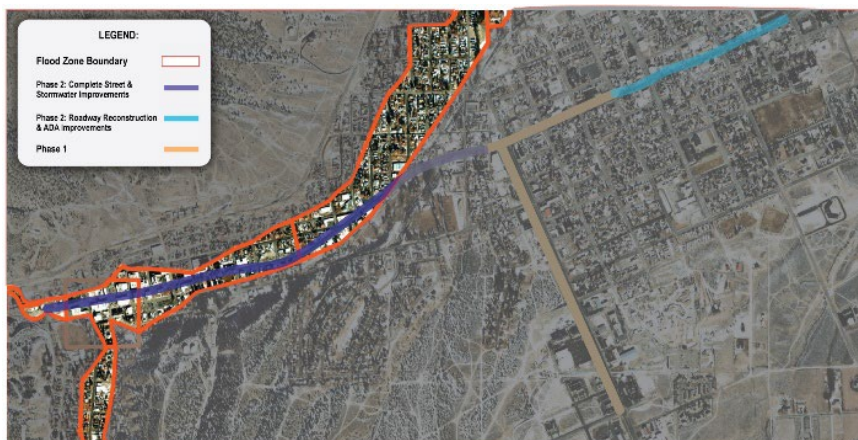 LEGEND:
Flood Zone Boundary
Phase 2: Complete Street &
Stormwater Improvements
Phase 2: Roadway Reconstruction
& ADA Improvements
Phase 1